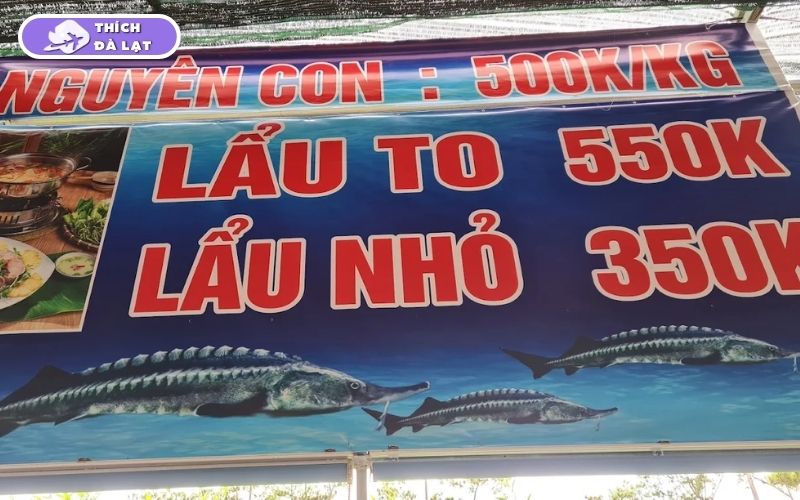 THÍCH
ĐÀ LẠT
NGUYÊN CON : 500K/KG
LẨU TO 550K
LẨU NHỎ 350K